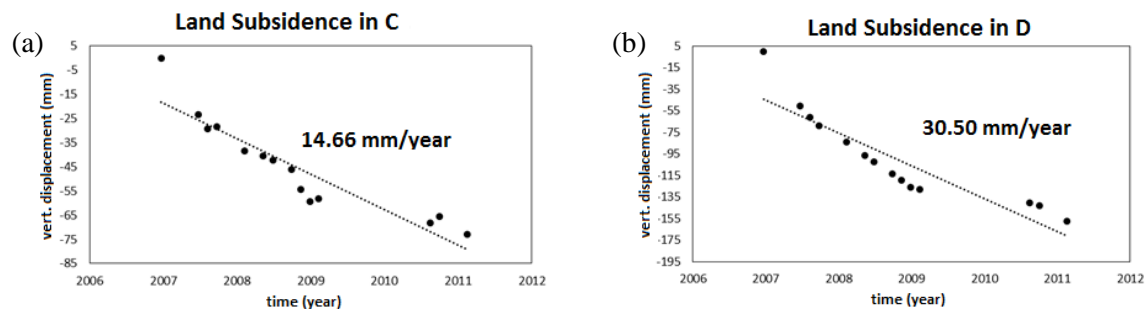 (a)
Land Subsidence in C
vert. displacement (mm)
5
-5
-15
-25
-35
-45
-55
-65
-75
-85
14.66 mm/year
2006 2007 2008 2009 2010 2011 2012
time (year)
(b)
Land Subsidence in D
vert. displacement (mm)
5
-15
-35
-55
-75
-95
-115
-135
-155
-175
-195
30.50 mm/year
2006 2007 2008 2009 2010 2011 2012
time (year)